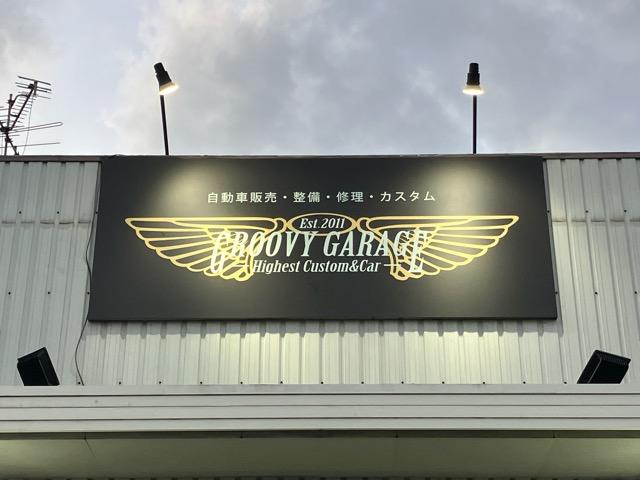 自動車販売・整備・修理・カスタム
Est.2011
GROOVY GARAGE
Highest Custom&Car